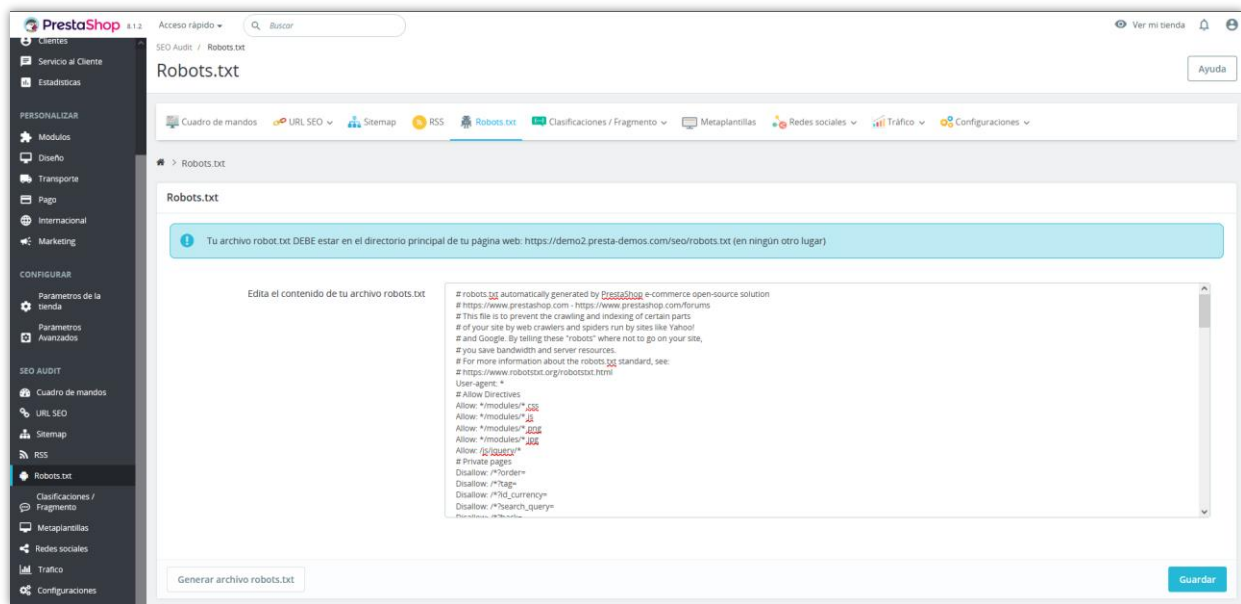 PrestaShop 8.1.2 Acceso rápido Buscar Ver mi tienda
Clientes
Servicio al Cliente
Estadísticas
PERSONALIZAR
Modulos
Diseño
Transporte
Pago
Internacional
Marketing
CONFIGURAR
Parametros de la
tienda
Parametros
Avanzados
SEO AUDIT
Cuadro de mandos
URL SEO
Sitemap
RSS
Robots.txt
Clasificaciones /
Fragmento
Metaplantillas
Redes sociales
Trafico
Configuraciones
SEO Audit / Robots.txt
Robots.txt
Ayuda
Cuadro de mandos URL SEO Sitemap RSS Robots.txt Clasificaciones / Fragmento Metaplantillas Redes sociales Tráfico Configuraciones
> Robots.txt
Robots.txt
Tu archivo robot.txt DEBE estar en el directorio principal de tu página web: https://demo2.presta-demos.com/seo/robots.txt (en ningún otro lugar)
Edita el contenido de tu archivo robots.txt
# robots.txt automatically generated by PrestaShop e-commerce open-source solution
# https://www.prestashop.com - https://www.prestashop.com/forums
# This file is to prevent the crawling and indexing of certain parts
# of your site by web crawlers and spiders run by sites like Yahoo!
# and Google. By telling these "robots" where not to go on your site,
# you save bandwidth and server resources.
# For more information about the robots.txt standard, see:
# https://www.robotstxt.org/robotstxt.html
User-agent: *
# Allow Directives
Allow: */modules/*.css
Allow: */modules/*.js
Allow: */modules/*.png
Allow: */modules/*.jpg
Allow: /js/jquery/*
# Private pages
Disallow: /*?order=
Disallow: /*?tag=
Disallow: /*?id_currency=
Disallow: /*?search_query=
Disallow: /*?back=
Generar archivo robots.txt
Guardar